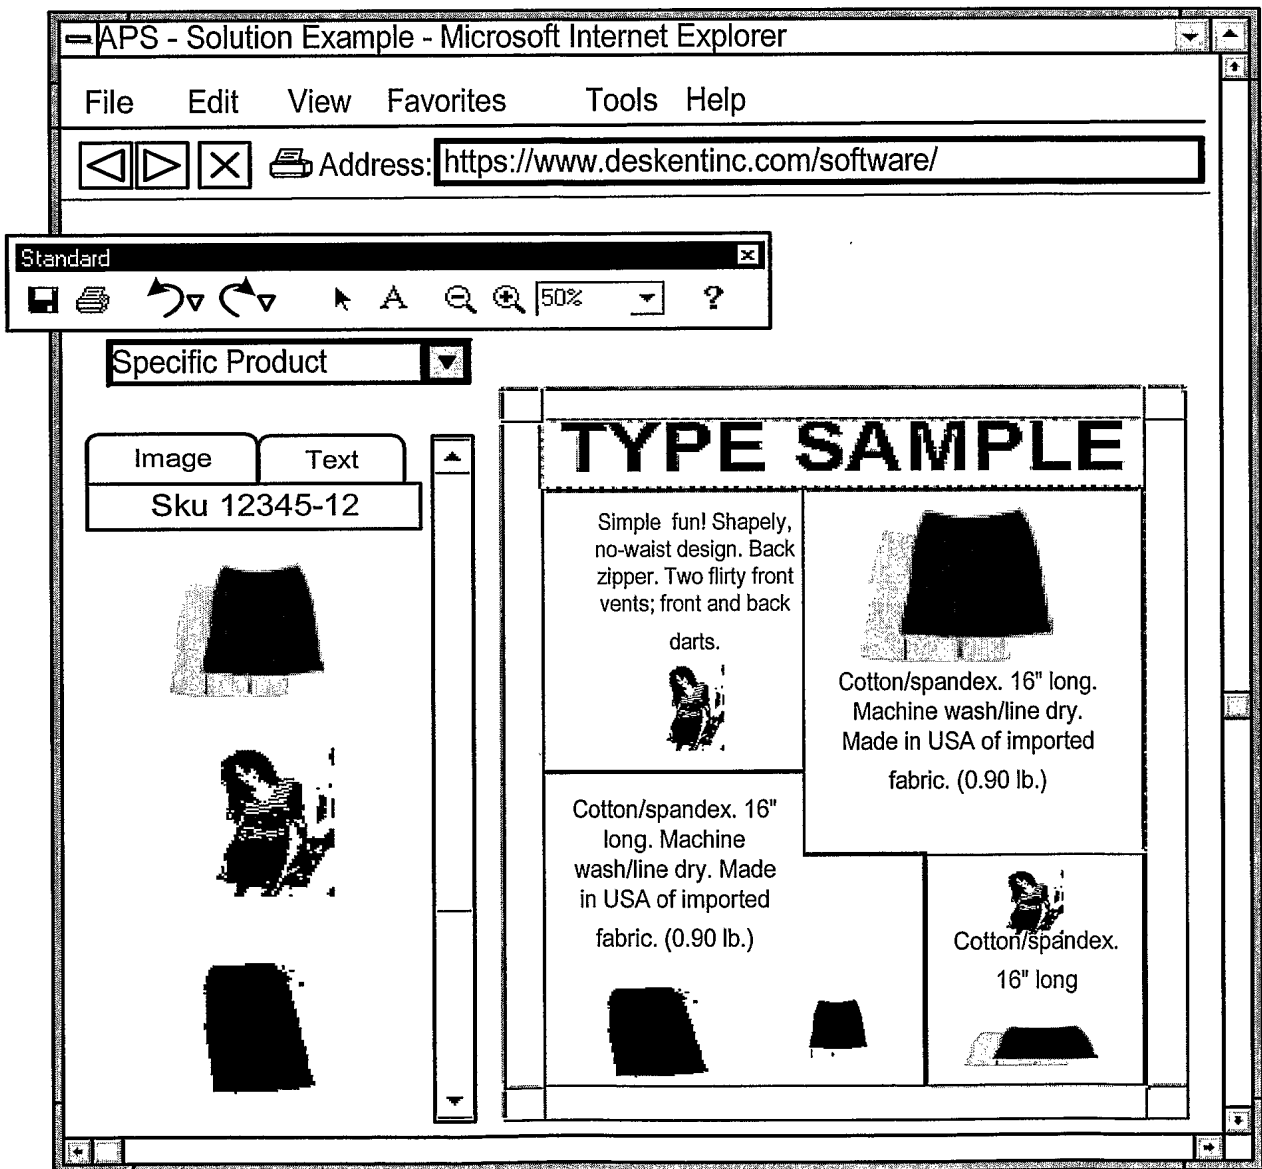 APS - Solution Example - Microsoft Internet Explorer
File Edit View Favorites Tools Help
Address: https://www.deskentinc.com/software/
Standard
A 50% ?
Specific Product
Image Text
Sku 12345-12
TYPE SAMPLE
Simple fun! Shapely,
no-waist design. Back
zipper. Two flirty front
vents; front and back
darts.
Cotton/spandex. 16" long.
Machine wash/line dry.
Made in USA of imported
fabric. (0.90 lb.)
Cotton/spandex. 16"
long. Machine
wash/line dry. Made
in USA of imported
fabric. (0.90 lb.)
Cotton/spandex.
16" long